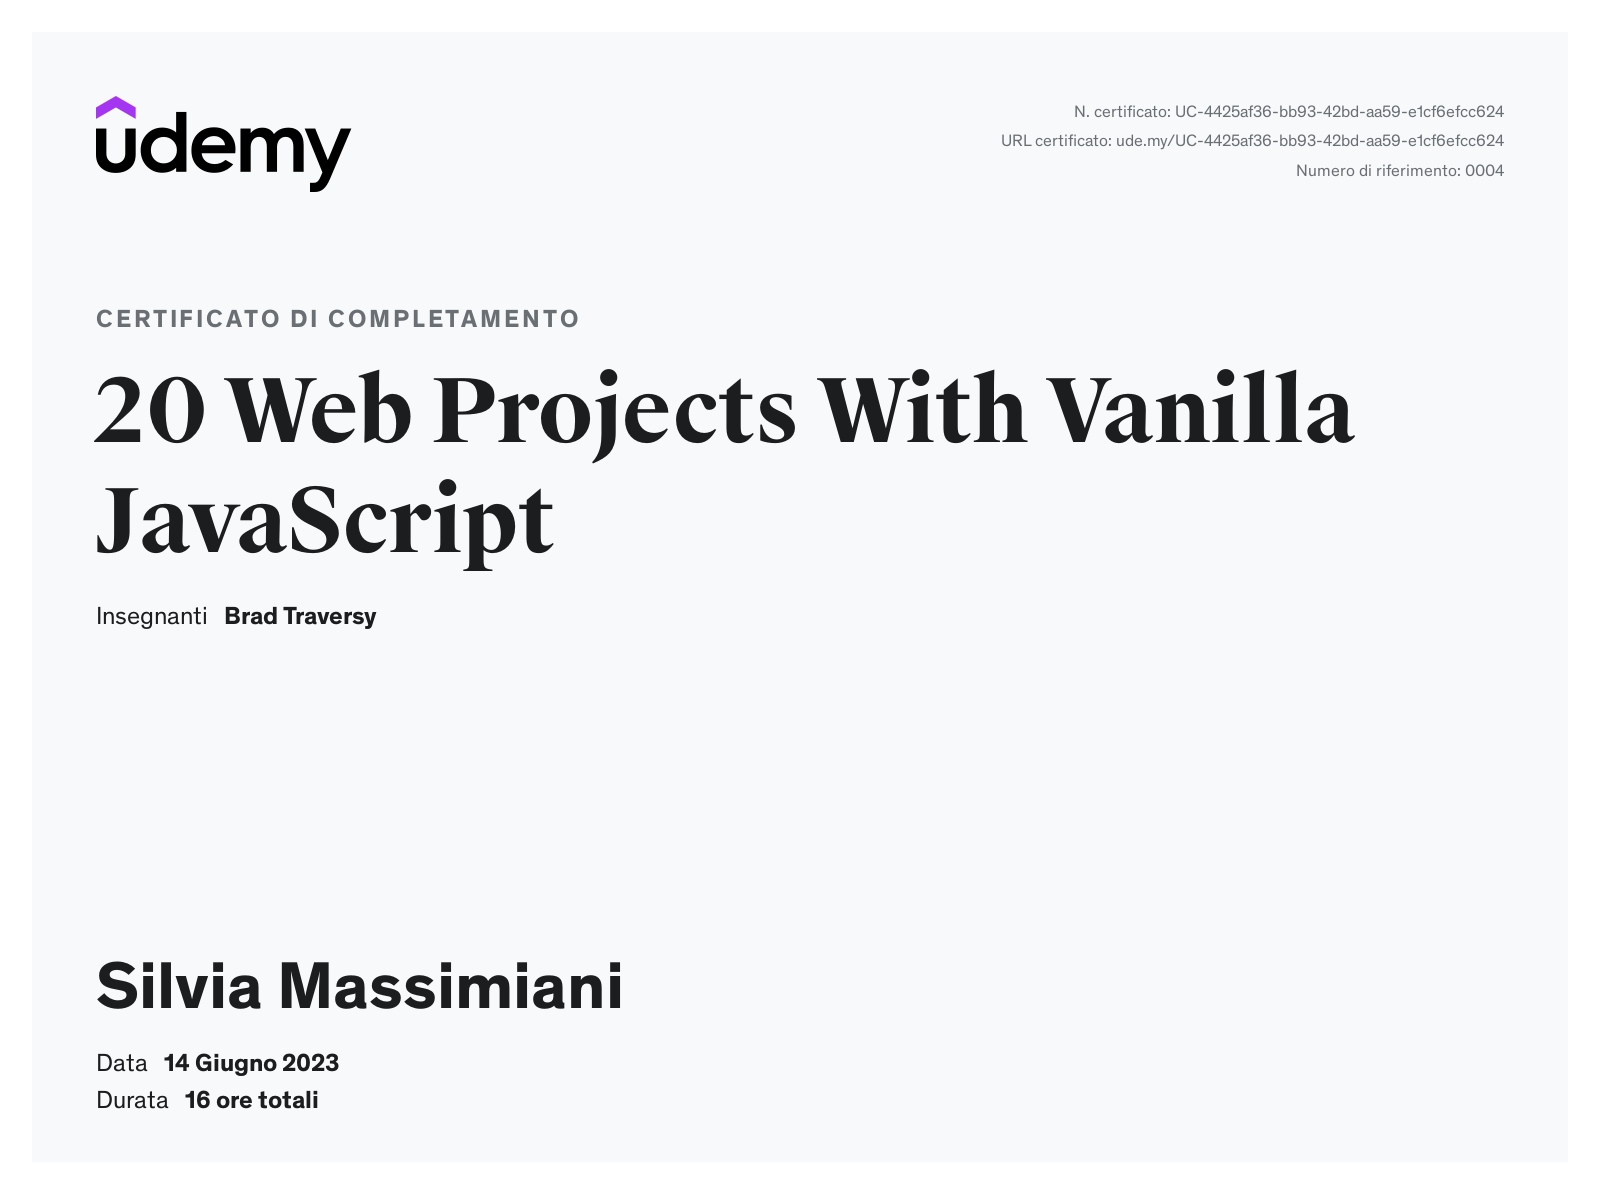 udemy
N. certificato: UC-4425af36-bb93-42bd-aa59-e1cf6efcc624
URL certificato: ude.my/UC-4425af36-bb93-42bd-aa59-e1cf6efcc624
Numero di riferimento: 0004
CERTIFICATO DI COMPLETAMENTO
20 Web Projects With Vanilla
JavaScript
Insegnanti Brad Traversy
Silvia Massimiani
Data 14 Giugno 2023
Durata 16 ore totali